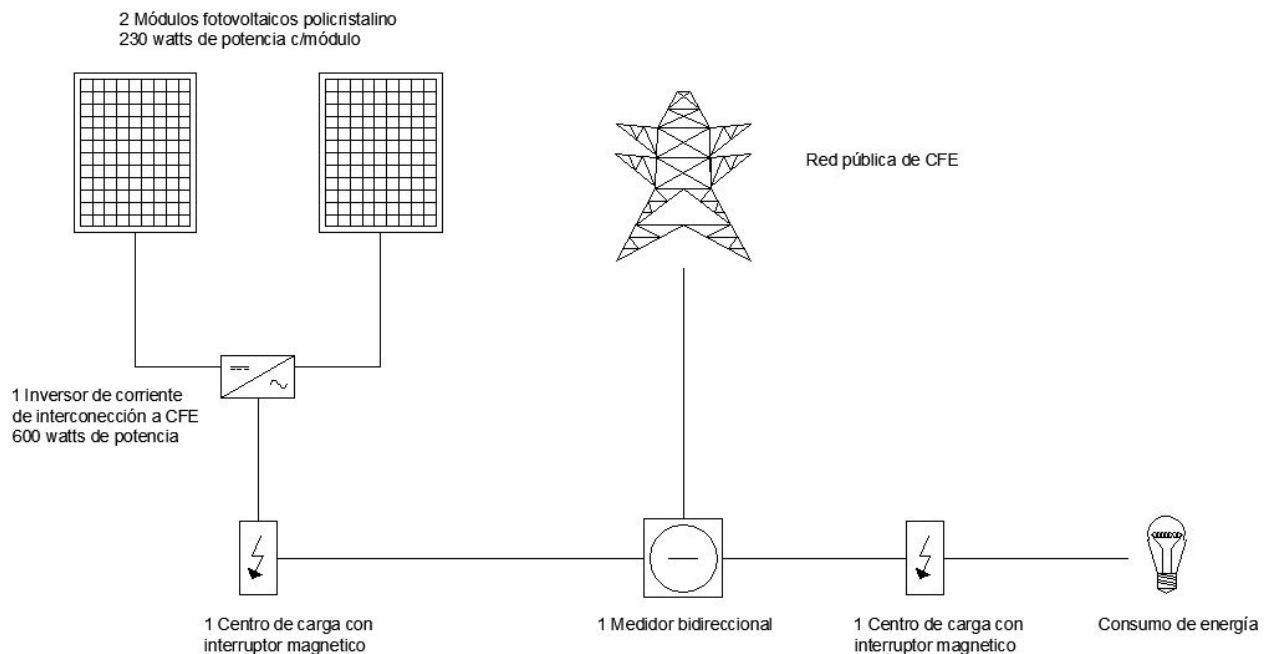 2 Módulos fotovoltaicos policristalino
230 watts de potencia c/módulo
Red pública de CFE
1 Inversor de corriente
de interconección a CFE
600 watts de potencia
1 Centro de carga con
interruptor magnetico
1 Medidor bidireccional
1 Centro de carga con
interruptor magnetico
Consumo de energía